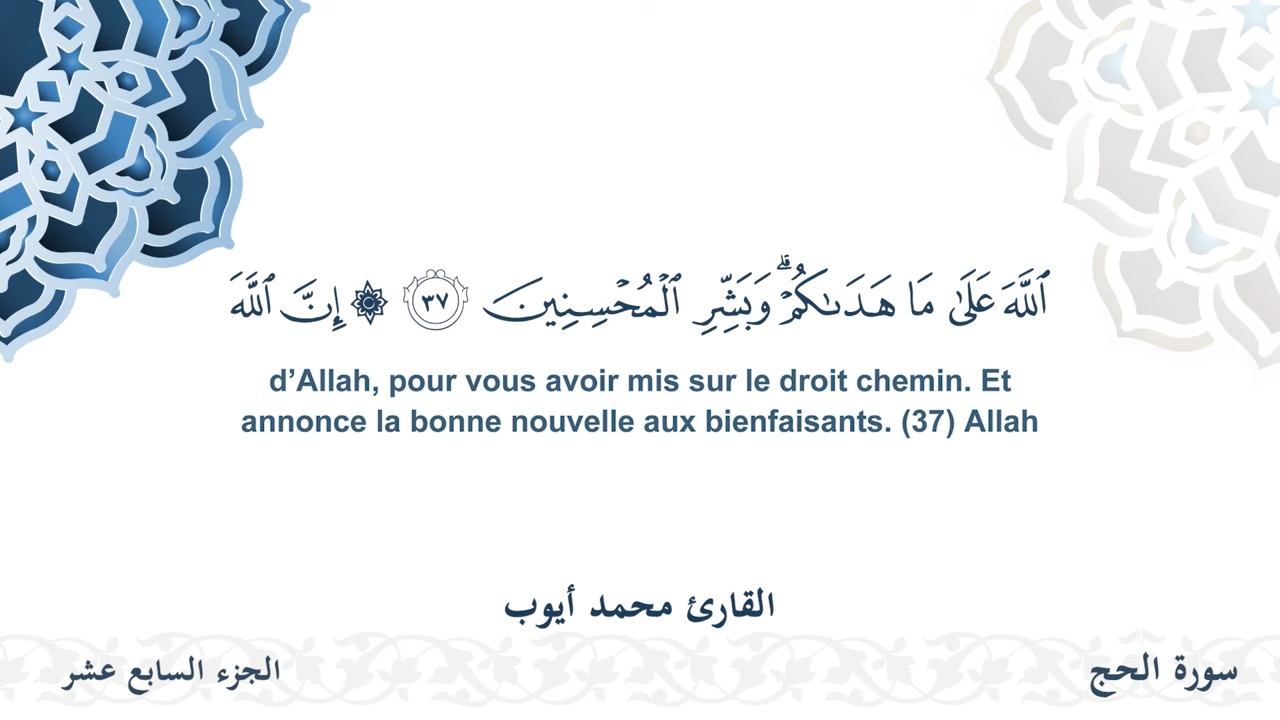 ٱللَّهَ عَلَىٰ مَا هَدَىٰكُمْ ۗ وَبَشِّرِ ٱلْمُحْسِنِينَ ٣٧ ۞ إِنَّ ٱللَّهَ
d’Allah, pour vous avoir mis sur le droit chemin. Et
annonce la bonne nouvelle aux bienfaisants. (37) Allah
القارئ محمد أيوب
سورة الحج
الجزء السابع عشر